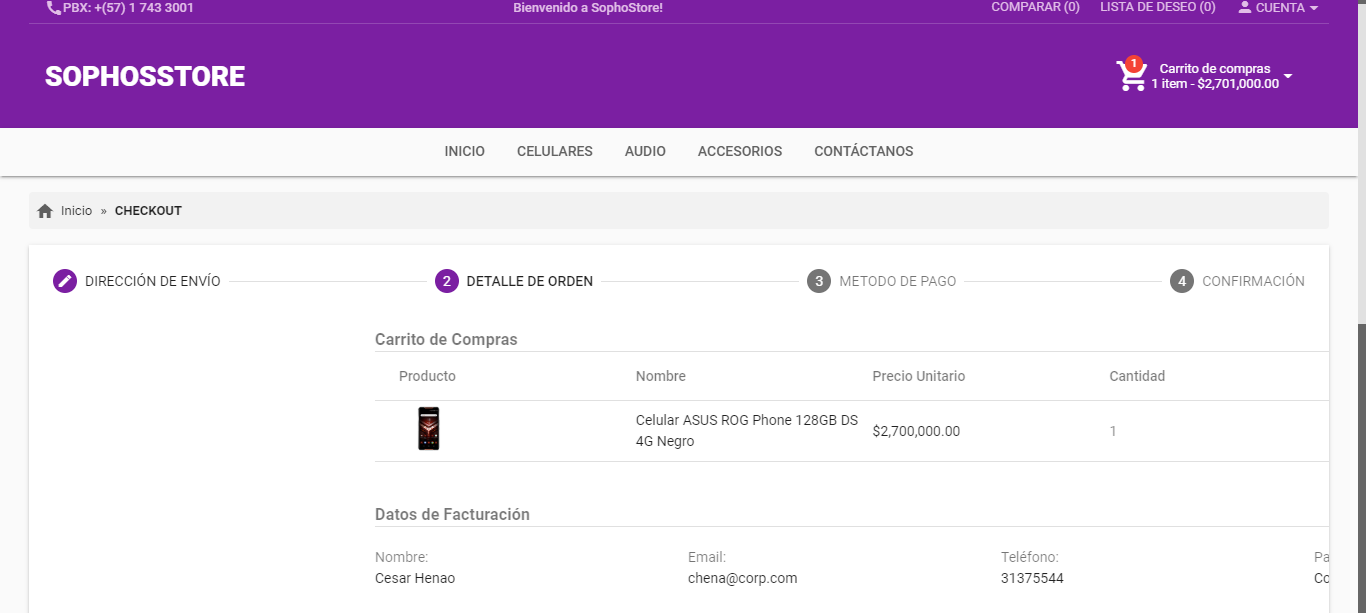 PBX: +(57) 1 743 3001
Bienvenido a SophoStore!
COMPARAR (0)
LISTA DE DESEO (0)
CUENTA
SOPHOSSTORE
1
Carrito de compras
1 item - $2,701,000.00
INICIO
CELULARES
AUDIO
ACCESORIOS
CONTÁCTANOS
Inicio » CHECKOUT
DIRECCIÓN DE ENVÍO
2 DETALLE DE ORDEN
3 METODO DE PAGO
4 CONFIRMACIÓN
Carrito de Compras
Producto
Nombre
Precio Unitario
Cantidad
Celular ASUS ROG Phone 128GB DS
4G Negro
$2,700,000.00
1
Datos de Facturación
Nombre:
Cesar Henao
Email:
chena@corp.com
Teléfono:
31375544
Pa
Co